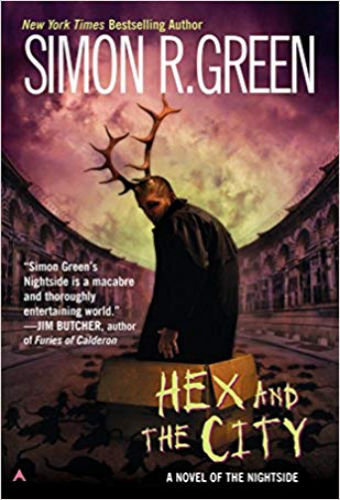 New York Times Bestselling Author
SIMON R. GREEN
"Simon Green's
Nightside is a macabre
and thoroughly
entertaining world."
—JIM BUTCHER, author
of Furies of Calderon
HEX AND
THE CITY
A NOVEL OF THE NIGHTSIDE